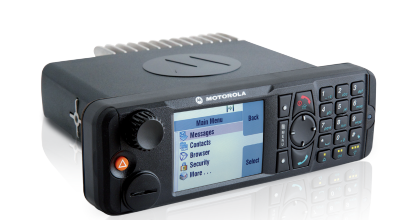 MOTOROLA
Main Menu
Back
Messages
Contacts
Browser
Security
More . . .
Select